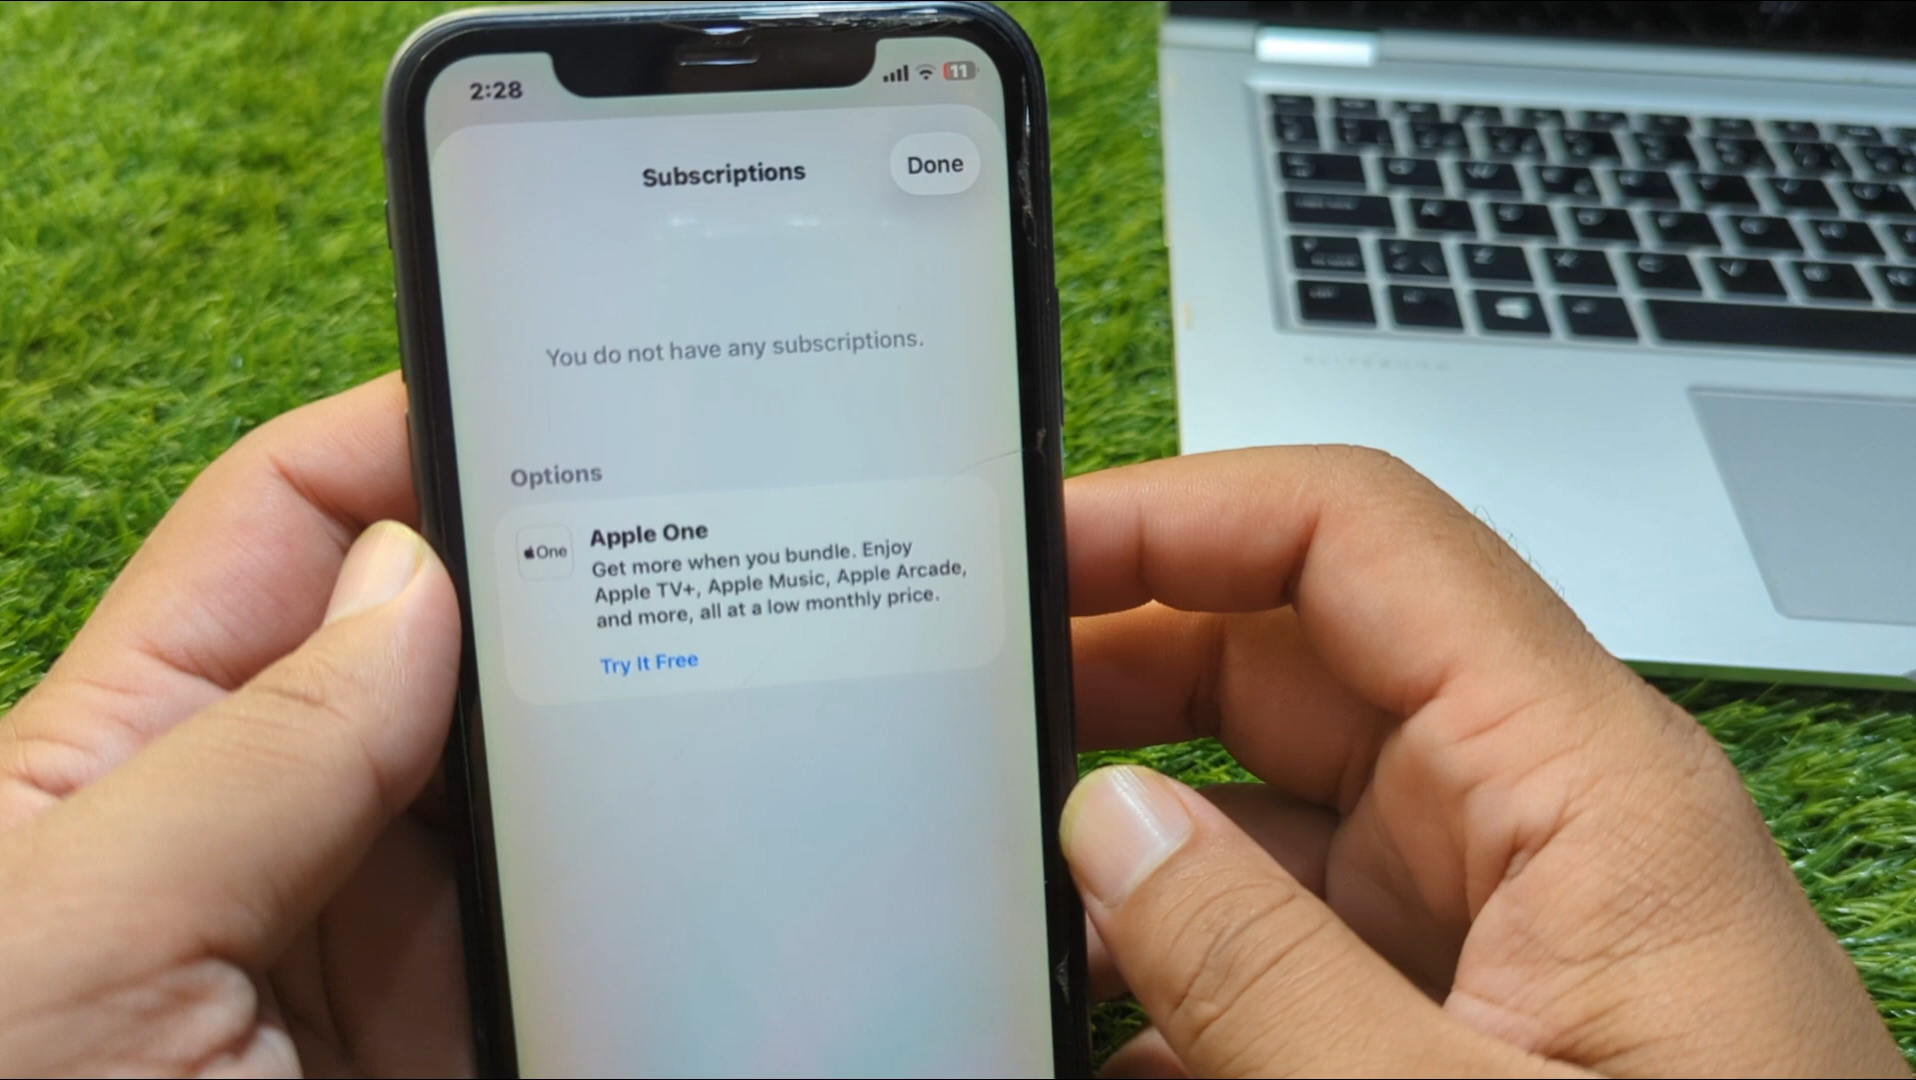 2:28
11
Subscriptions
Done
You do not have any subscriptions.
Options
One
Apple One
Get more when you bundle. Enjoy
Apple TV+, Apple Music, Apple Arcade,
and more, all at a low monthly price.
Try It Free